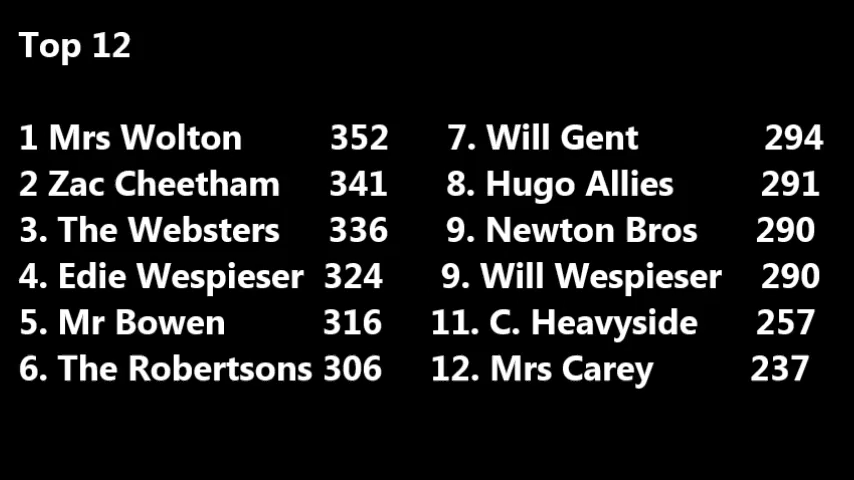 Top 12
1 Mrs Wolton 352
2 Zac Cheetham 341
3. The Websters 336
4. Edie Wespieser 324
5. Mr Bowen 316
6. The Robertsons 306
7. Will Gent 294
8. Hugo Allies 291
9. Newton Bros 290
9. Will Wespieser 290
11. C. Heavyside 257
12. Mrs Carey 237